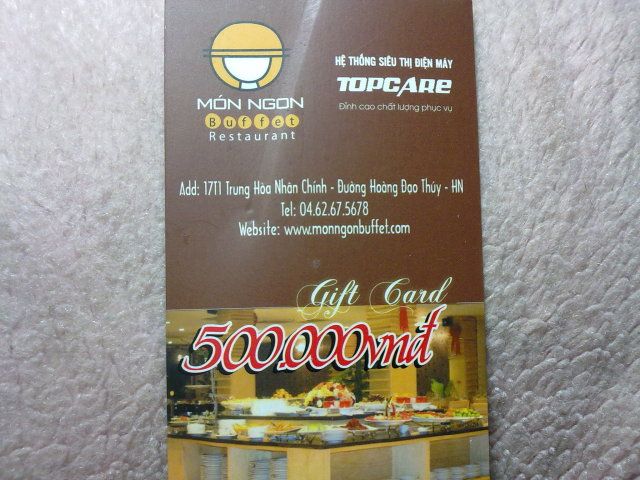 MÓN NGON
Buffet
Restaurant
HỆ THỐNG SIÊU THỊ ĐIỆN MÁY
TOPCARe
Đỉnh cao chất lượng phục vụ
Add: 17T1 Trung Hòa Nhân Chính - Đường Hoàng Đạo Thúy - HN
Tel: 04.62.67.5678
Website: www.monngonbuffet.com
Gift Card
500.000vnđ